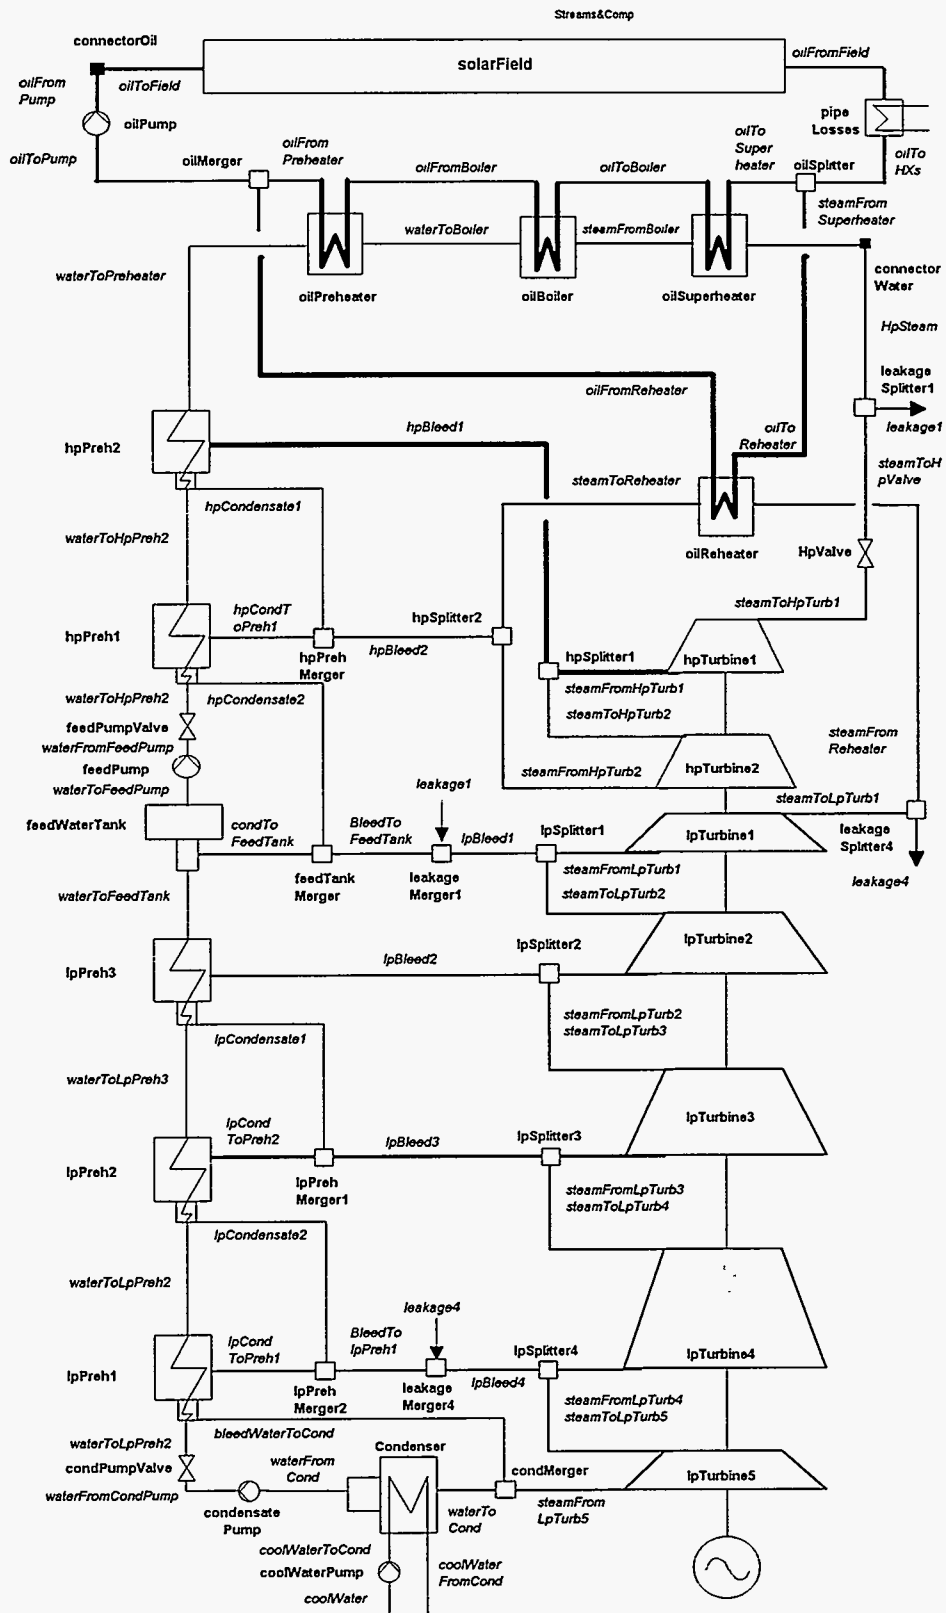 Streams&Comp
connectorOil
oilFromField
solarField
oilFrom
Pump
oilToField
pipe
Losses
oilPump
oilToPump
oilMerger
oilFrom
Preheater
oilFromBoiler
oilToBoiler
oilTo
Super
heater
oilSplitter
oilTo
HXs
steamFrom
Superheater
waterToBoiler
steamFromBoiler
waterToPreheater
oilPreheater
oilBoiler
oilSuperheater
connector
Water
HpSteam
leakage
Splitter1
leakage1
oilFromReheater
hpPreh2
hpBleed1
oilTo
Reheater
steamToH
pValve
steamToReheater
hpCondensate1
waterToHpPreh2
oilReheater
HpValve
steamToHpTurb1
hpPreh1
hpCondT
oPreh1
hpPreh
Merger
hpBleed2
hpSplitter2
hpSplitter1
hpTurbine1
steamFromHpTurb1
steamToHpTurb2
waterToHpPreh2
hpCondensate2
feedPumpValve
waterFromFeedPump
feedPump
waterToFeedPump
steamFrom
Reheater
steamFromHpTurb2
hpTurbine2
leakage1
steamToLpTurb1
feedWaterTank
condTo
FeedTank
BleedTo
FeedTank
lpBleed1
lpSplitter1
lpTurbine1
leakage
Splitter4
leakage4
feedTank
Merger
leakage
Merger1
steamFromLpTurb1
steamToLpTurb2
waterToFeedTank
lpPreh3
lpBleed2
lpSplitter2
lpTurbine2
steamFromLpTurb2
steamToLpTurb3
lpCondensate1
waterToLpPreh3
lpCond
ToPreh2
lpBleed3
lpSplitter3
lpTurbine3
lpPreh2
lpPreh
Merger1
steamFromLpTurb3
steamToLpTurb4
lpCondensate2
waterToLpPreh2
leakage4
lpCond
ToPreh1
BleedTo
lpPreh1
lpSplitter4
lpTurbine4
lpPreh1
lpPreh
Merger2
leakage
Merger4
lpBleed4
steamFromLpTurb4
steamToLpTurb5
bleedWaterToCond
waterToLpPreh2
condPumpValve
waterFromCondPump
waterFrom
Cond
Condenser
condMerger
lpTurbine5
condensate
Pump
waterTo
Cond
steamFrom
LpTurb5
coolWaterToCond
coolWaterPump
coolWater
coolWater
FromCond